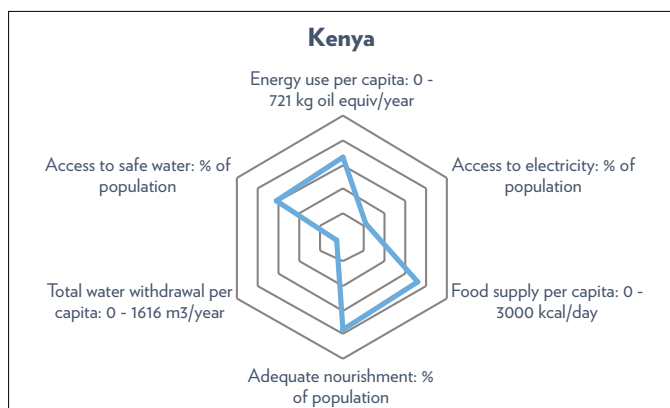 Kenya
Energy use per capita: 0 -
721 kg oil equiv/year
Access to safe water: % of
population
Access to electricity: % of
population
Total water withdrawal per
capita: 0 - 1616 m3/year
Food supply per capita: 0 -
3000 kcal/day
Adequate nourishment: %
of population